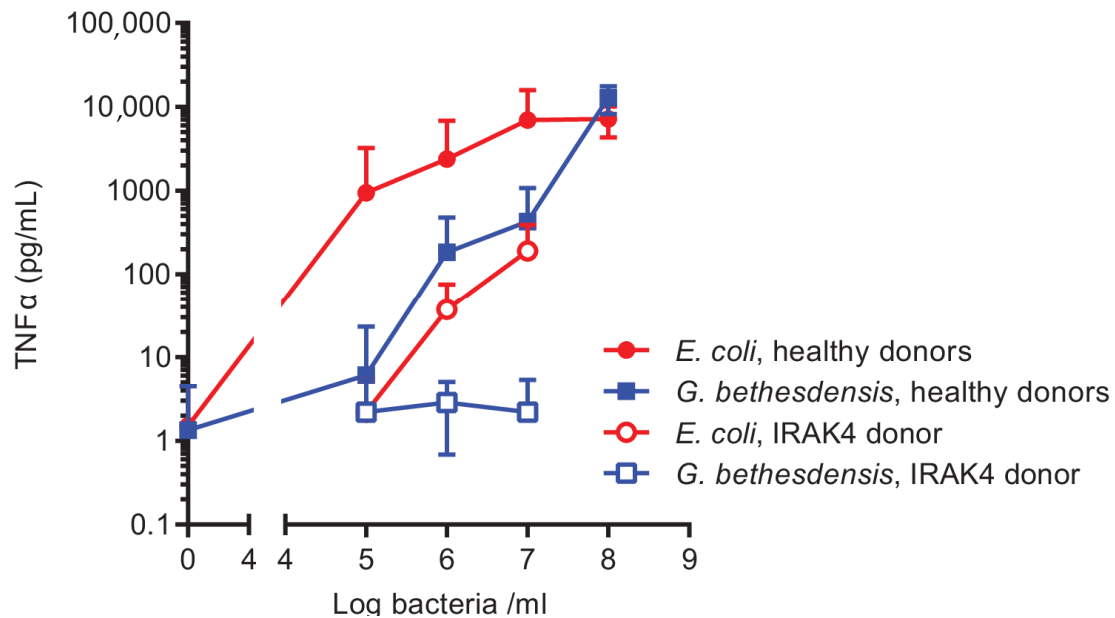 100,000
10,000
1000
100
10
1
0.1
TNFα (pg/mL)
0 4 4 5 6 7 8 9
Log bacteria /ml
E. coli, healthy donors
G. bethesdensis, healthy donors
E. coli, IRAK4 donor
G. bethesdensis, IRAK4 donor